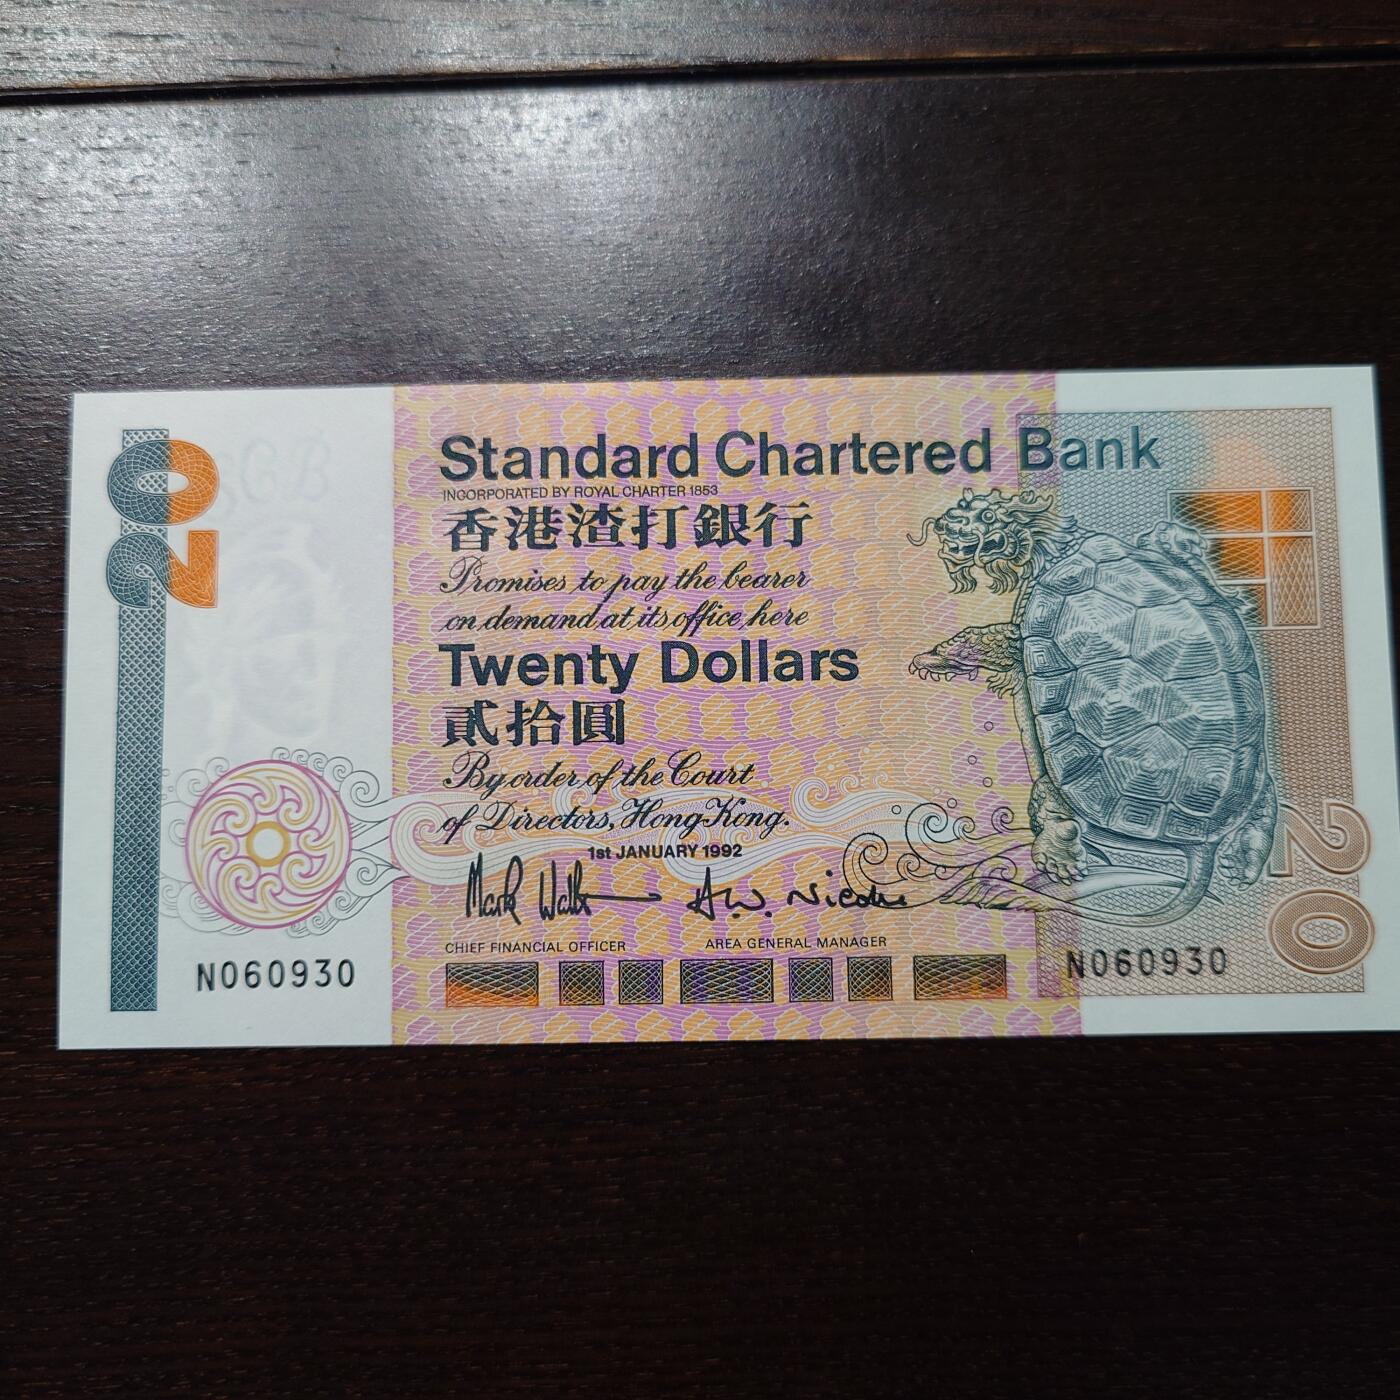 Standard Chartered Bank
INCORPORATED BY ROYAL CHARTER 1853
香港渣打銀行
Promises to pay the bearer
on demand at its office here
Twenty Dollars
貳拾圓
By order of the Court
of Directors, Hong Kong.
1st JANUARY 1992
CHIEF FINANCIAL OFFICER
AREA GENERAL MANAGER
20
N060930
N060930
20